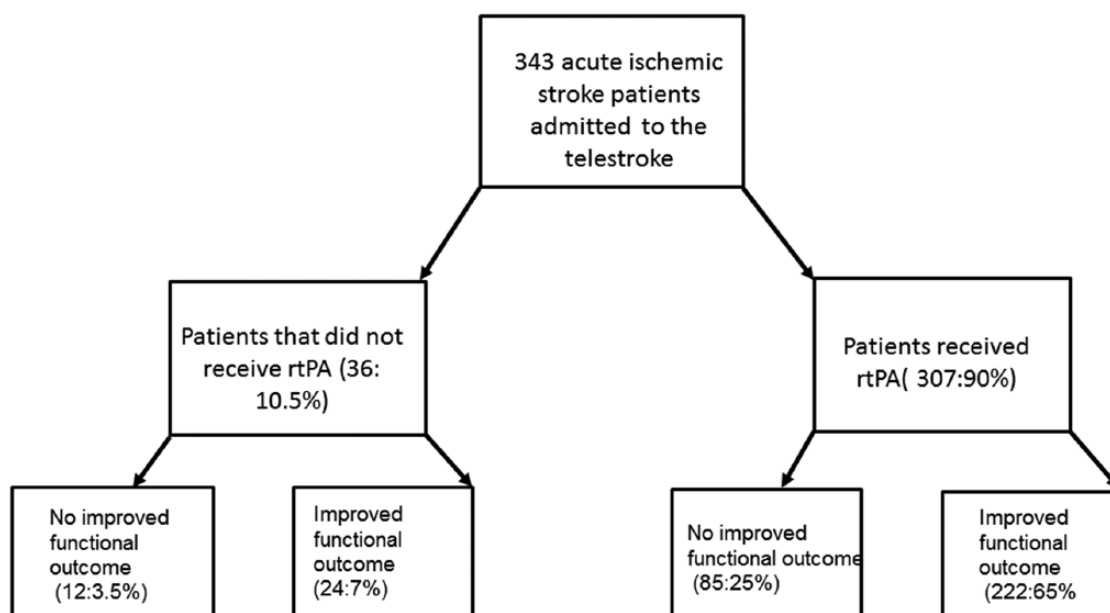 343 acute ischemic
stroke patients
admitted to the
telestroke
Patients that did not
receive rtPA (36:
10.5%)
Patients received
rtPA( 307:90%)
No improved
functional
outcome
(12:3.5%)
Improved
functional
outcome
(24:7%)
No improved
functional outcome
(85:25%)
Improved
functional
outcome
(222:65%